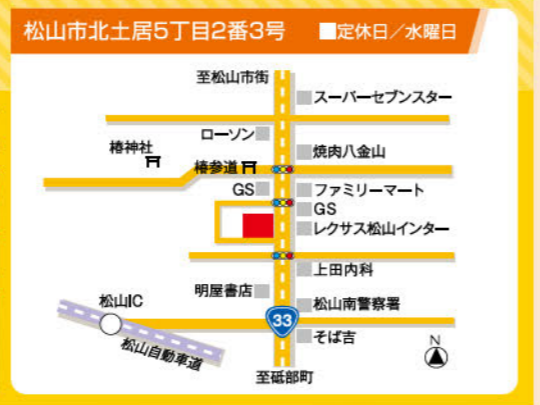 松山市北土居5丁目2番3号 ■定休日／水曜日
至松山市街
スーパーセブンスター
ローソン
椿神社
焼肉八金山
椿参道
GS
ファミリーマート
GS
レクサス松山インター
上田内科
明屋書店
松山IC
松山南警察署
33
そば吉
松山自動車道
N
至砥部町